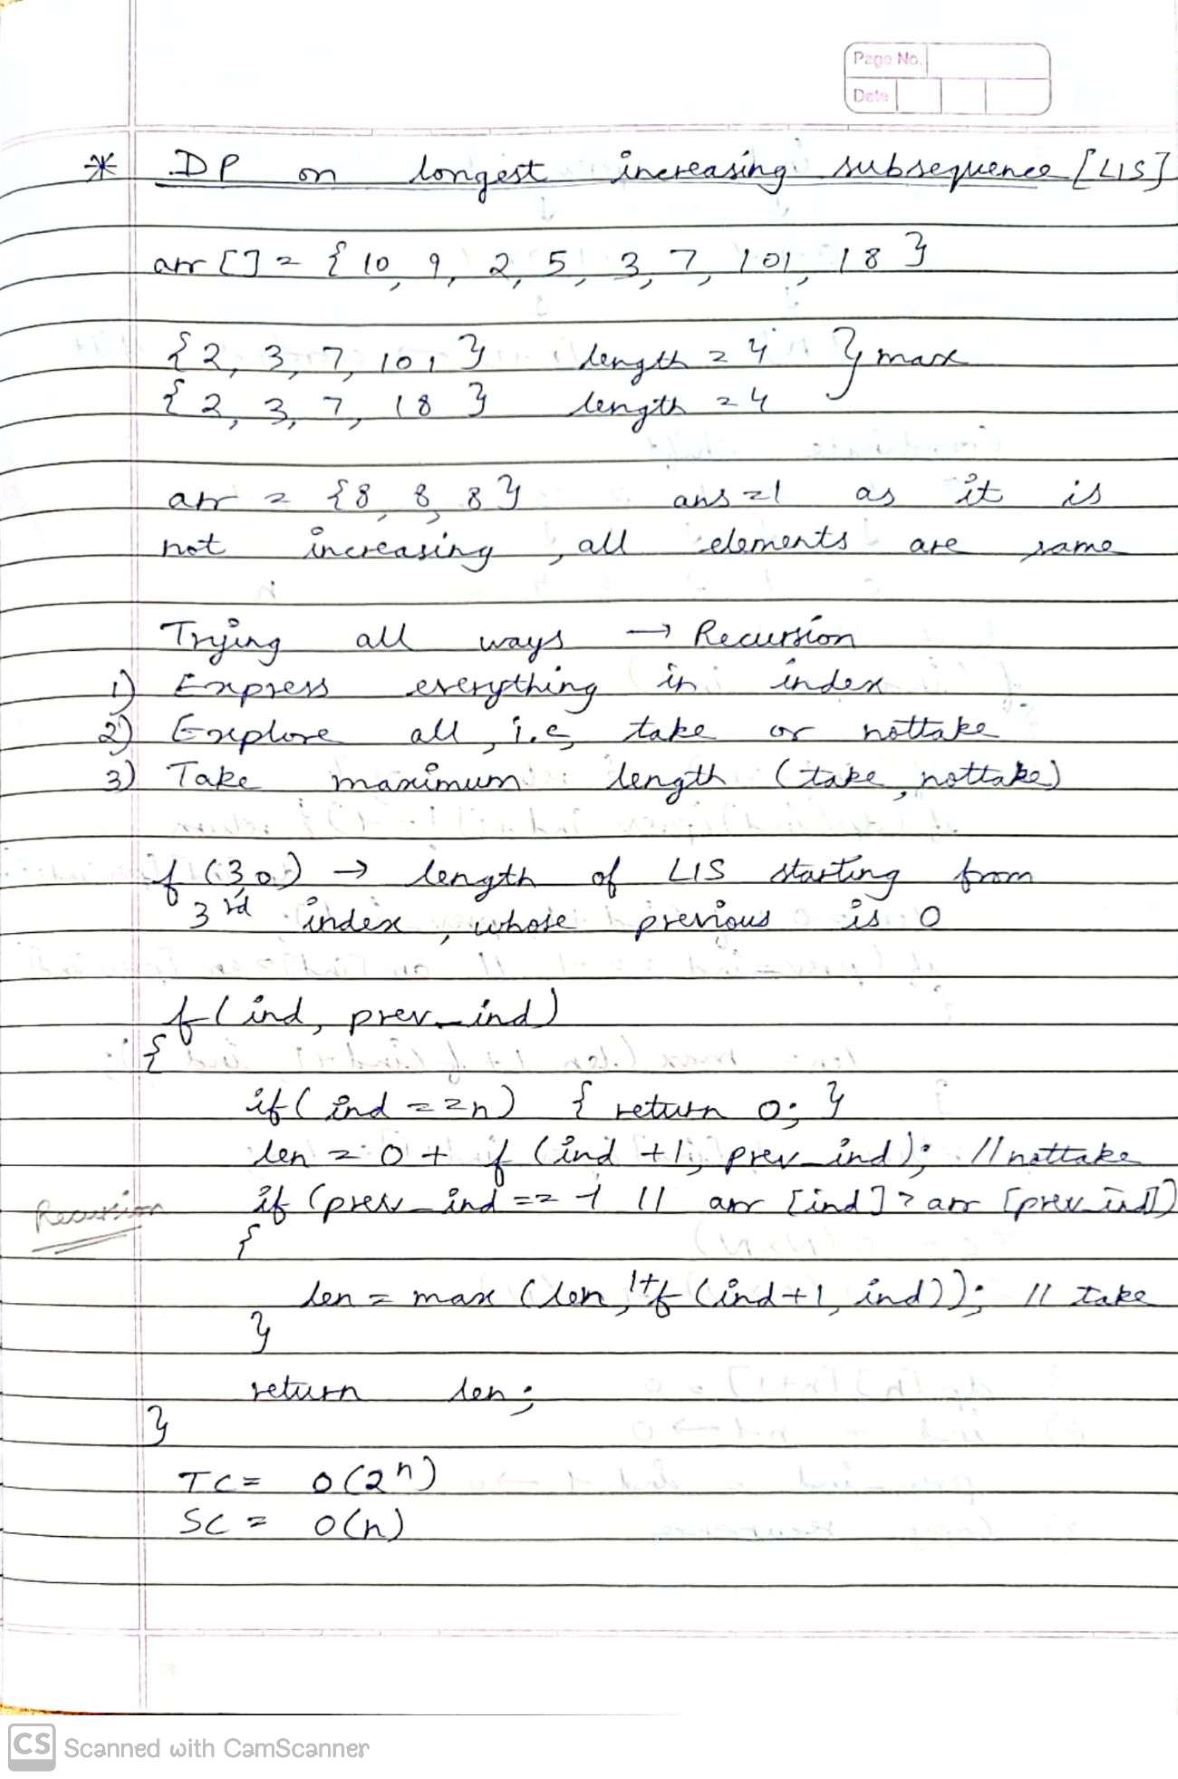 Page No.
Date
* DP on longest increasing subsequence [LIS]
arr[] = {10, 9, 2, 5, 3, 7, 101, 18}
{2, 3, 7, 101} length = 4 } max
{2, 3, 7, 18} length = 4
arr = {8, 8, 8} ans = 1 as it is
not increasing, all elements are same
Trying all ways → Recursion
1) Express everything in index
2) Explore all, i.e, take or nottake
3) Take maximum length (take, nottake)
f(3,0) → length of LIS starting from
3rd index, whose previous is 0
f(ind, prev_ind)
{
if(ind == n) { return 0; }
len = 0 + f(ind+1, prev_ind); // nottake
Recursion
if (prev_ind == -1 || arr[ind] > arr[prev_ind])
{
len = max(len, 1+f(ind+1, ind)); // take
}
return len;
}
TC = O(2^n)
SC = O(n)
CS Scanned with CamScanner